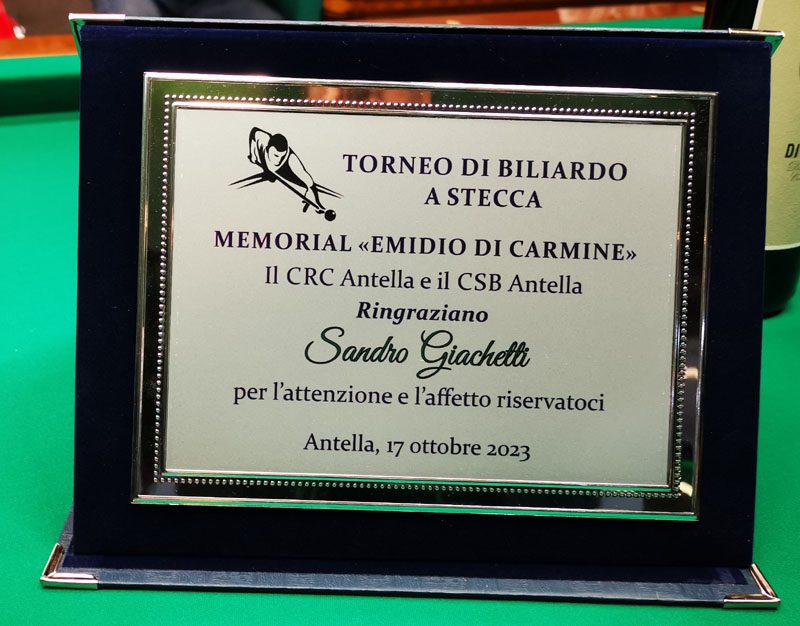 TORNEO DI BILIARDO
A STECCA
MEMORIAL «EMIDIO DI CARMINE»
Il CRC Antella e il CSB Antella
Ringraziano
Sandro Giachetti
per l'attenzione e l'affetto riservatoci
Antella, 17 ottobre 2023